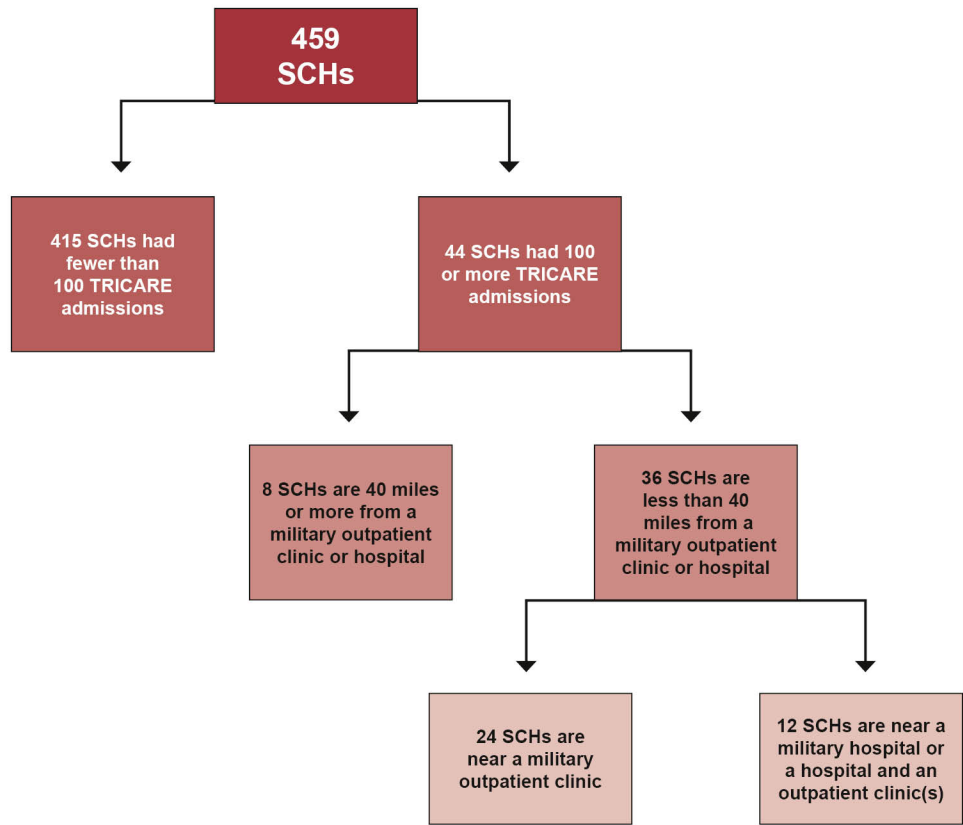 459
SCHs
415 SCHs had
fewer than
100 TRICARE
admissions
44 SCHs had 100
or more TRICARE
admissions
8 SCHs are 40 miles
or more from a
military outpatient
clinic or hospital
36 SCHs are
less than 40
miles from a
military outpatient
clinic or hospital
24 SCHs are
near a military
outpatient clinic
12 SCHs are near a
military hospital or
a hospital and an
outpatient clinic(s)